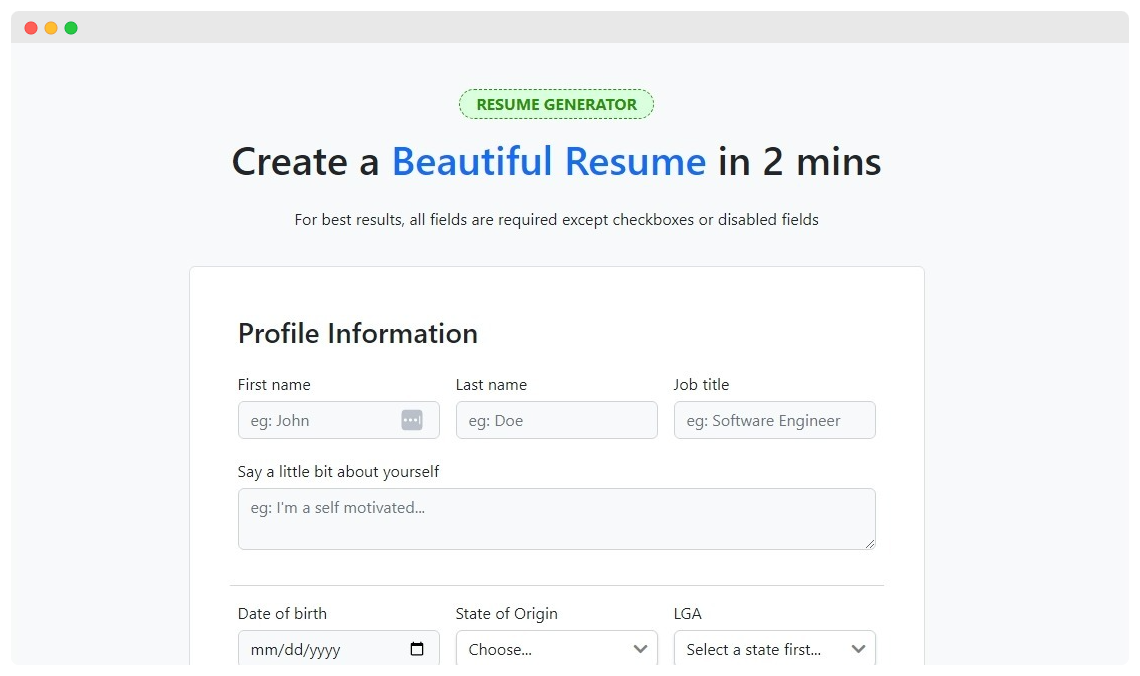 RESUME GENERATOR
Create a Beautiful Resume in 2 mins
For best results, all fields are required except checkboxes or disabled fields
Profile Information
First name Last name Job title
eg: John eg: Doe eg: Software Engineer
Say a little bit about yourself
eg: I'm a self motivated...
Date of birth State of Origin LGA
mm/dd/yyyy Choose... Select a state first...